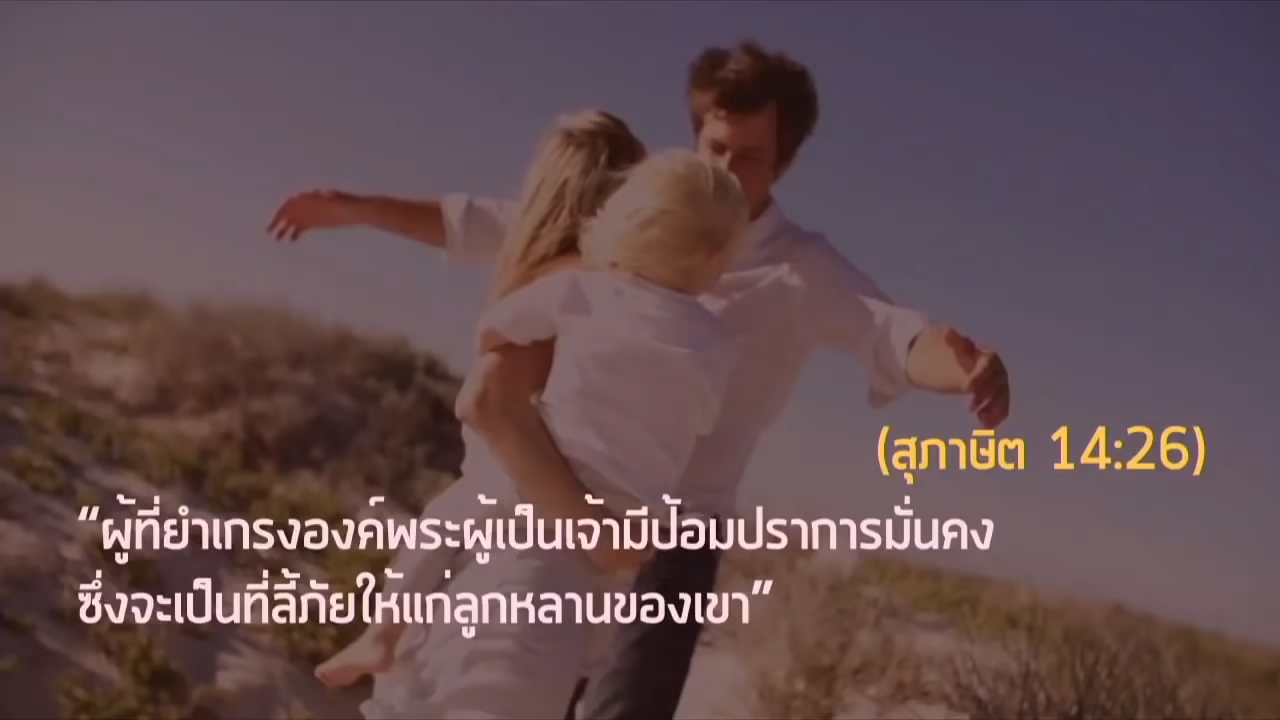 (สุภาษิต 14:26)
“ผู้ที่ยำเกรงองค์พระผู้เป็นเจ้ามีป้อมปราการมั่นคง
ซึ่งจะเป็นที่ลี้ภัยให้แก่ลูกหลานของเขา”